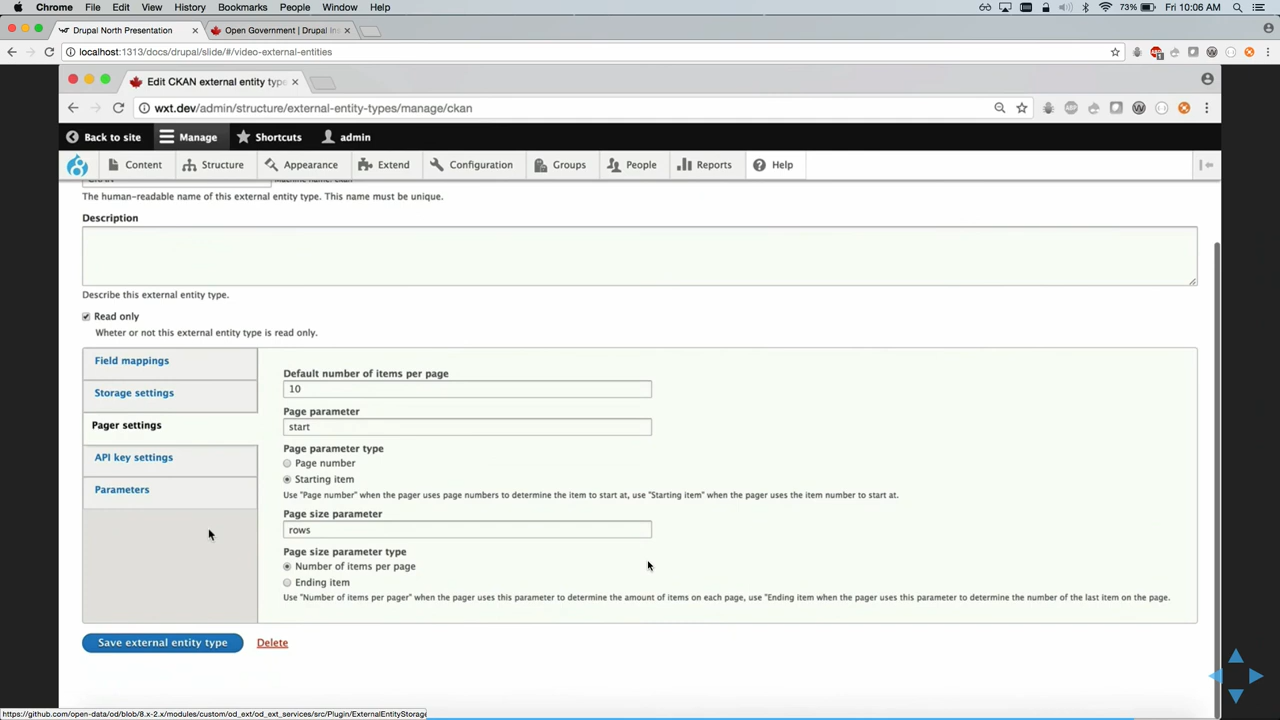 Chrome File Edit View History Bookmarks People Window Help 73% Fri 10:06 AM
Drupal North Presentation Open Government | Drupal Ins
localhost:1313/docs/drupal/slide/#/video-external-entities
Edit CKAN external entity type
wxt.dev/admin/structure/external-entity-types/manage/ckan
Back to site Manage Shortcuts admin
Content Structure Appearance Extend Configuration Groups People Reports Help
The human-readable name of this external entity type. This name must be unique.
Description
Describe this external entity type.
Read only
Wheter or not this external entity type is read only.
Field mappings
Storage settings
Pager settings
API key settings
Parameters
Default number of items per page
10
Page parameter
start
Page parameter type
Page number
Starting item
Use "Page number" when the pager uses page numbers to determine the item to start at, use "Starting item" when the pager uses the item number to start at.
Page size parameter
rows
Page size parameter type
Number of items per page
Ending item
Use "Number of items per pager" when the pager uses this parameter to determine the amount of items on each page, use "Ending item when the pager uses this parameter to determine the number of the last item on the page.
Save external entity type Delete
https://github.com/open-data/od/blob/8.x-2.x/modules/custom/od_ext/od_ext_services/src/Plugin/ExternalEntityStorage